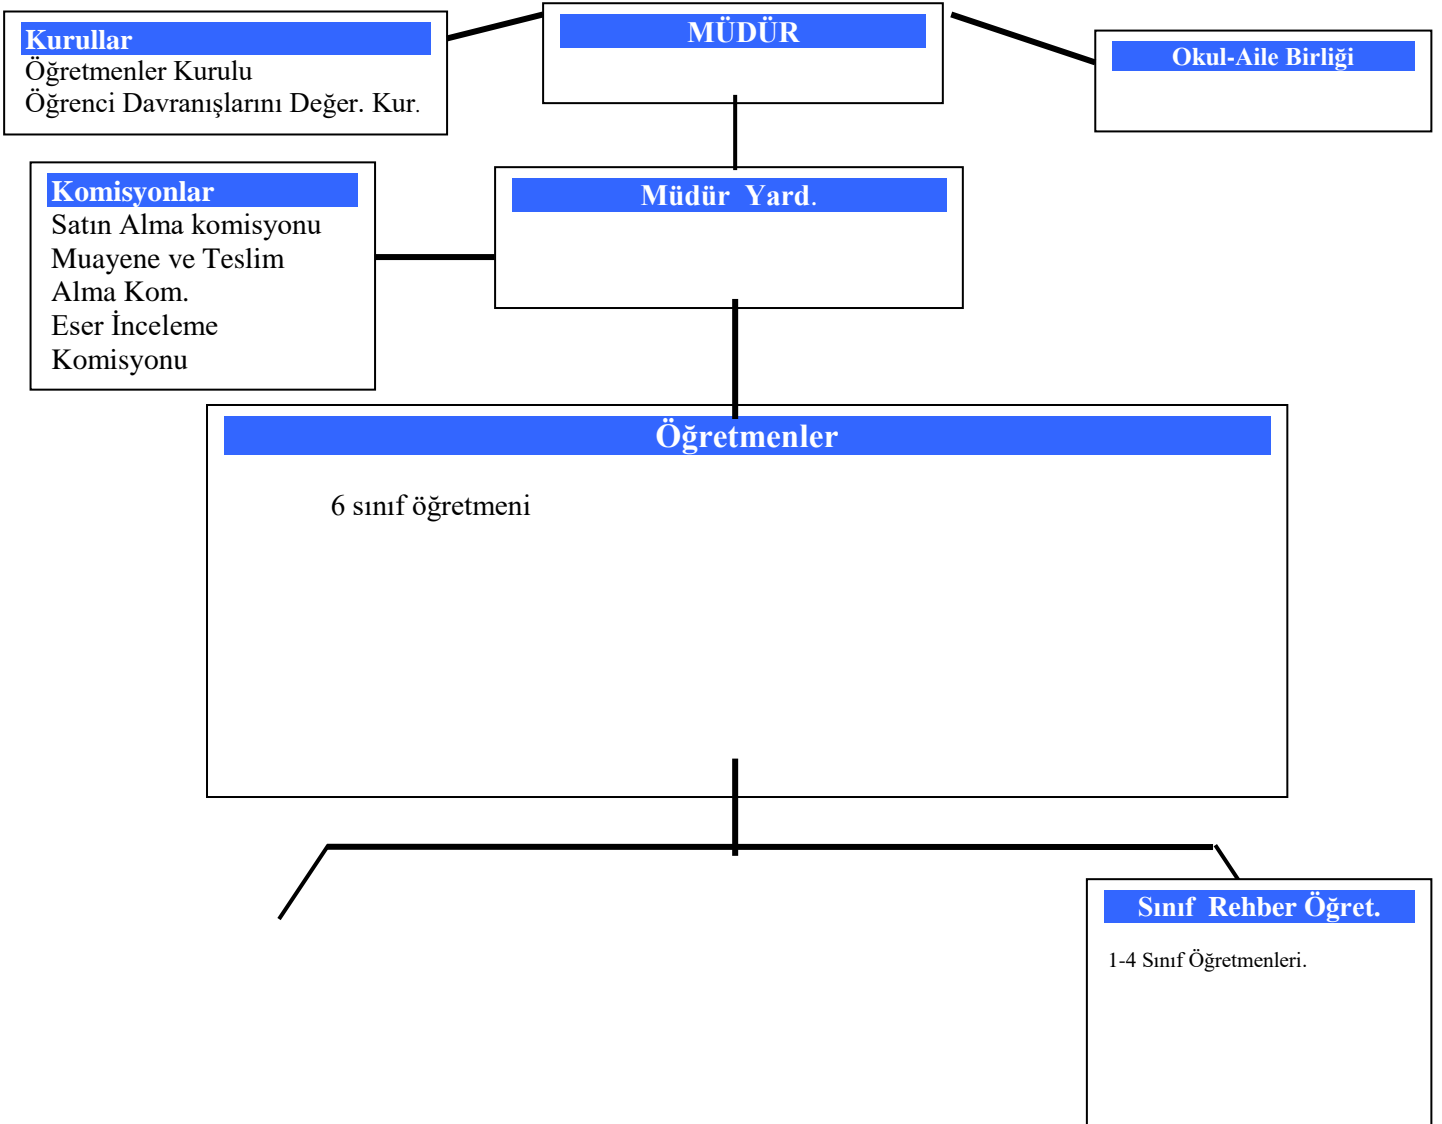 Kurullar
Öğretmenler Kurulu
Öğrenci Davranışlarını Değer. Kur.
MÜDÜR
Okul-Aile Birliği
Komisyonlar
Satın Alma komisyonu
Muayene ve Teslim
Alma Kom.
Eser İnceleme
Komisyonu
Müdür Yard.
Öğretmenler
6 sınıf öğretmeni
Sınıf Rehber Öğret.
1-4 Sınıf Öğretmenleri.